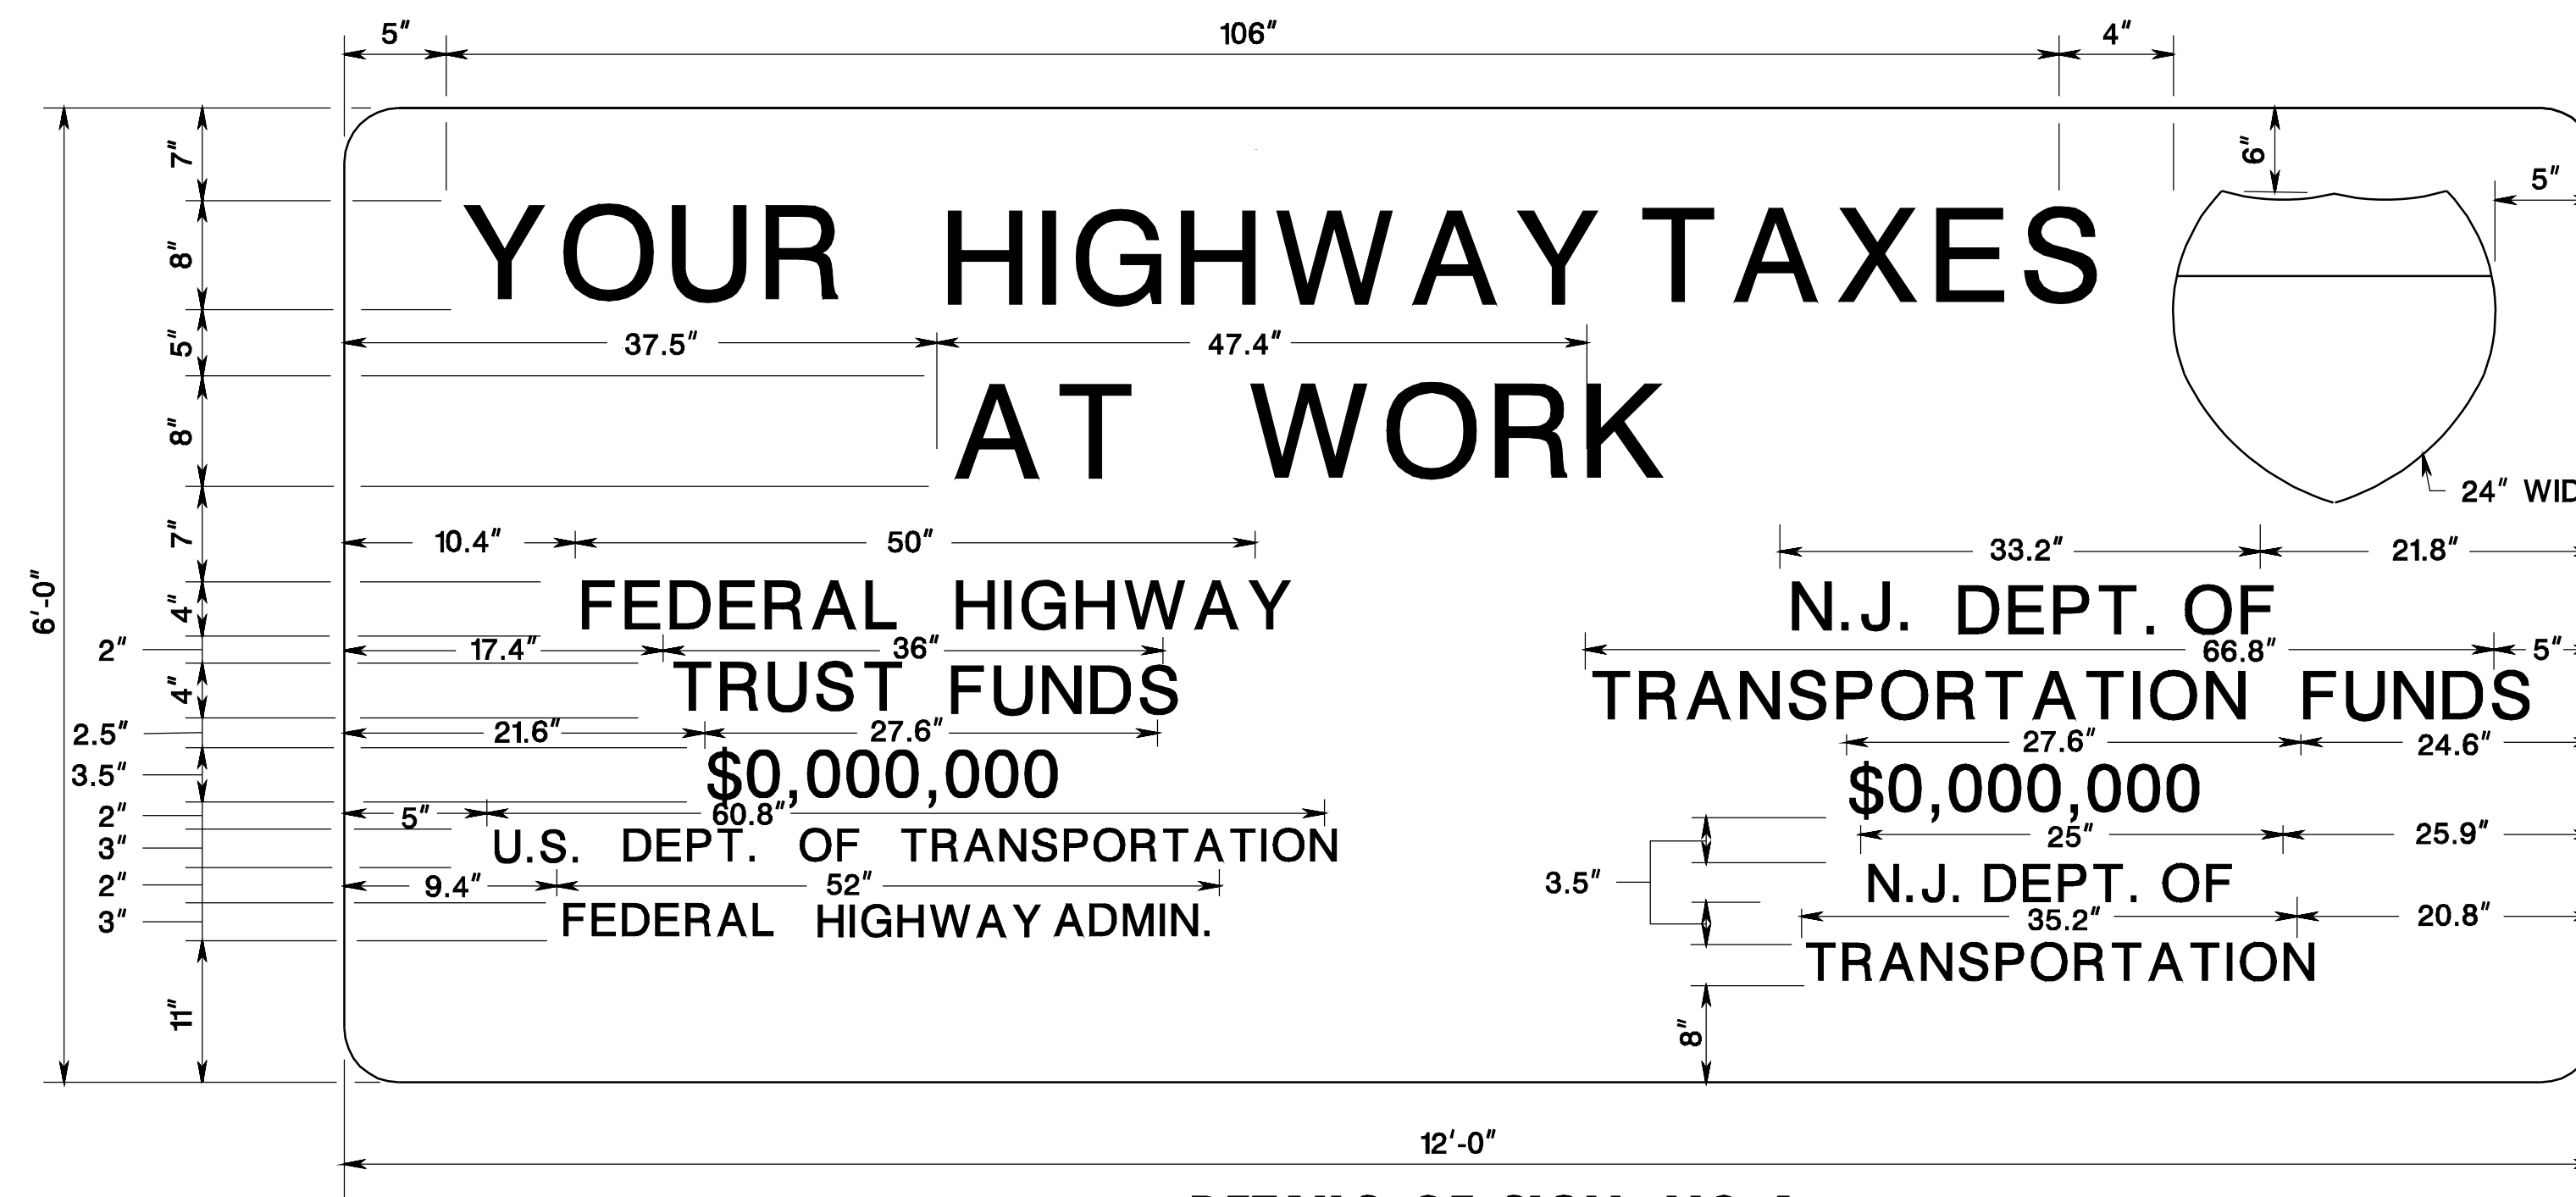 5" 106" 4"
7" 6" 5"
YOUR HIGHWAY TAXES
8"
5" 37.5" 47.4"
AT WORK
8" 24"
7" 10.4" 50" 33.2" 21.8"
6'-0" 4" FEDERAL HIGHWAY N.J. DEPT. OF
2" 17.4" 36" 66.8" 5"
4" TRUST FUNDS TRANSPORTATION FUNDS
2.5" 21.6" 27.6" 27.6" 24.6"
3.5" $0,000,000 $0,000,000
2" 5" 60.8" 25" 25.9"
3" U.S. DEPT. OF TRANSPORTATION
3.5" N.J. DEPT. OF
2" 9.4" 52" 35.2" 20.8"
3" FEDERAL HIGHWAY ADMIN.
TRANSPORTATION
11" 8"
12'-0"